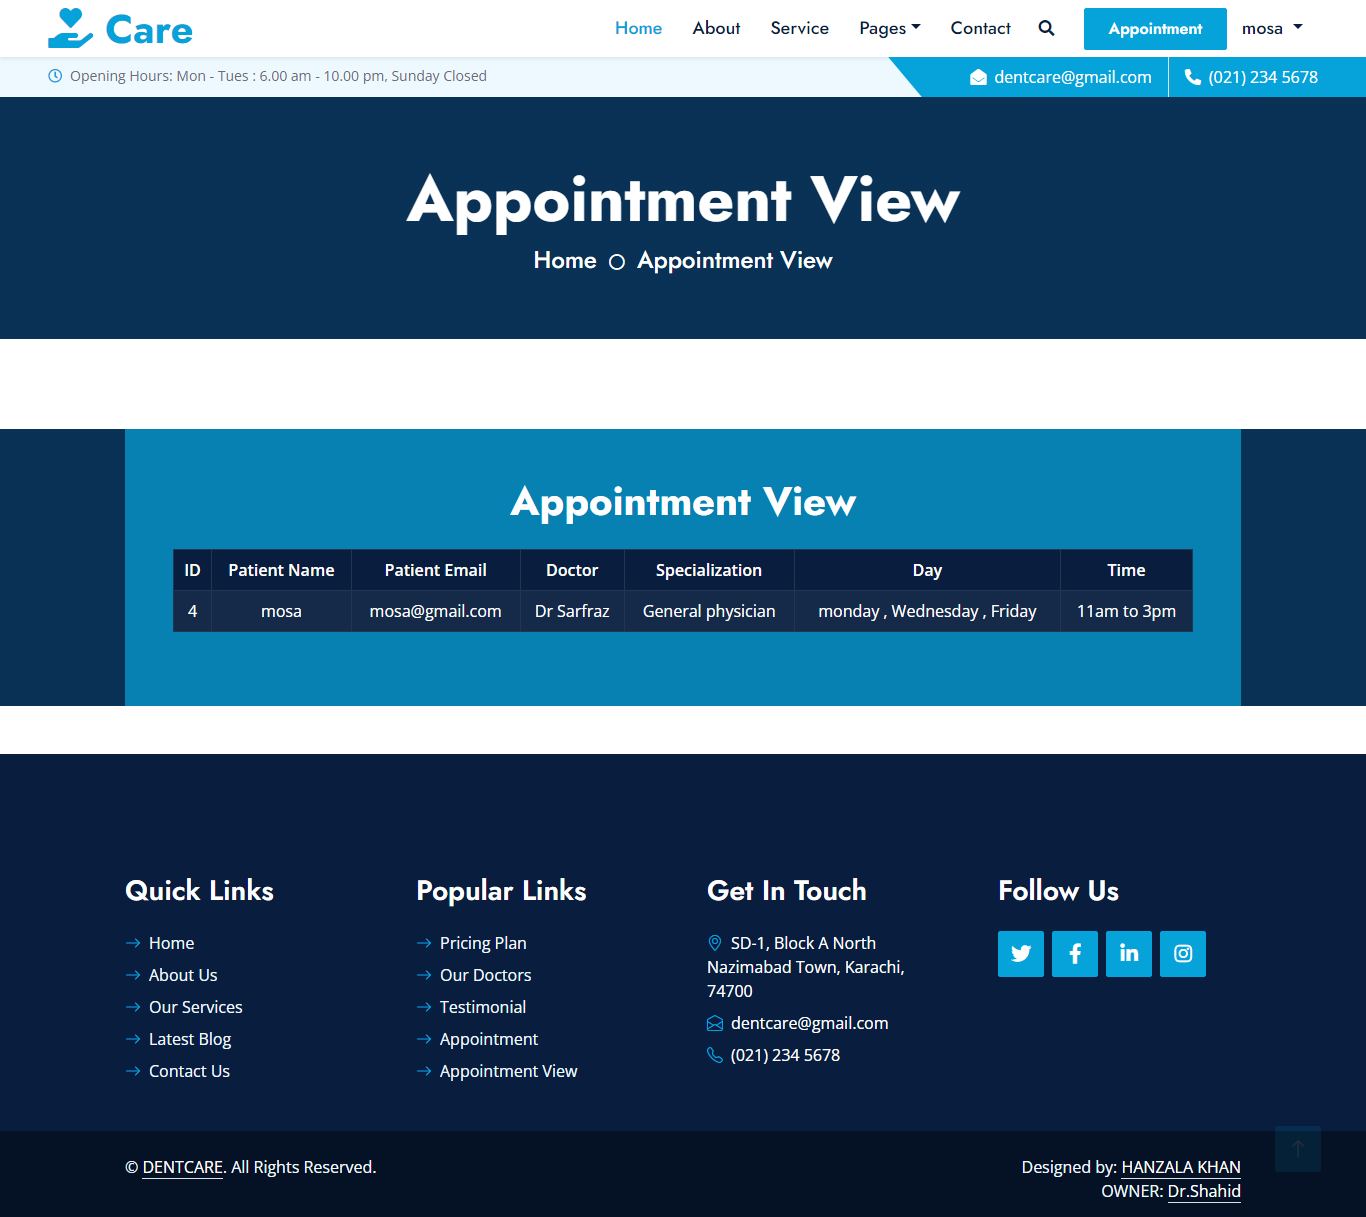 Care
Home About Service Pages Contact Appointment mosa
Opening Hours: Mon - Tues : 6.00 am - 10.00 pm, Sunday Closed dentcare@gmail.com (021) 234 5678
Appointment View
Home Appointment View
Appointment View
ID Patient Name Patient Email Doctor Specialization Day Time
4 mosa mosa@gmail.com Dr Sarfraz General physician monday , Wednesday , Friday 11am to 3pm
Quick Links
Home
About Us
Our Services
Latest Blog
Contact Us
Popular Links
Pricing Plan
Our Doctors
Testimonial
Appointment
Appointment View
Get In Touch
SD-1, Block A North
Nazimabad Town, Karachi,
74700
dentcare@gmail.com
(021) 234 5678
Follow Us
© DENTCARE. All Rights Reserved.
Designed by: HANZALA KHAN
OWNER: Dr.Shahid